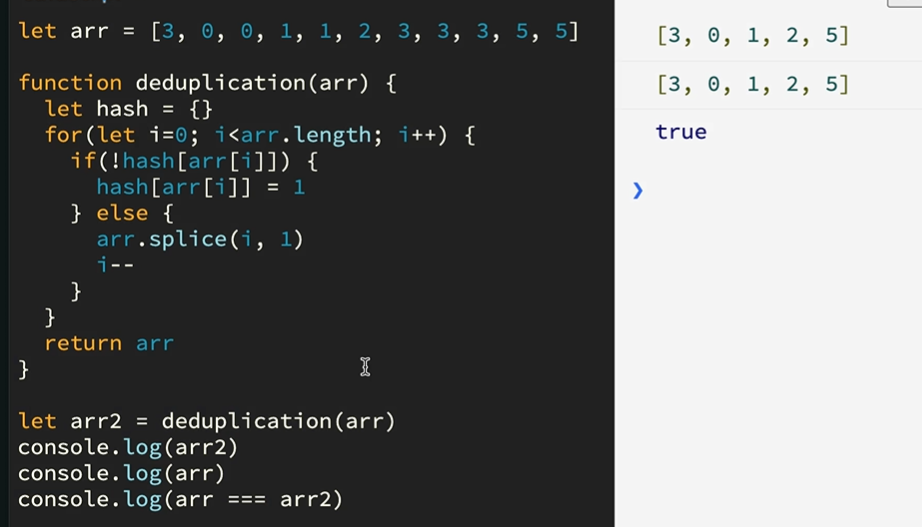 let arr = [3, 0, 0, 1, 1, 2, 3, 3, 3, 5, 5]
function deduplication(arr) {
  let hash = {}
  for(let i=0; i<arr.length; i++) {
    if(!hash[arr[i]]) {
      hash[arr[i]] = 1
    } else {
      arr.splice(i, 1)
      i--
    }
  }
  return arr
}
let arr2 = deduplication(arr)
console.log(arr2)
console.log(arr)
console.log(arr === arr2)
[3, 0, 1, 2, 5]
[3, 0, 1, 2, 5]
true
❯